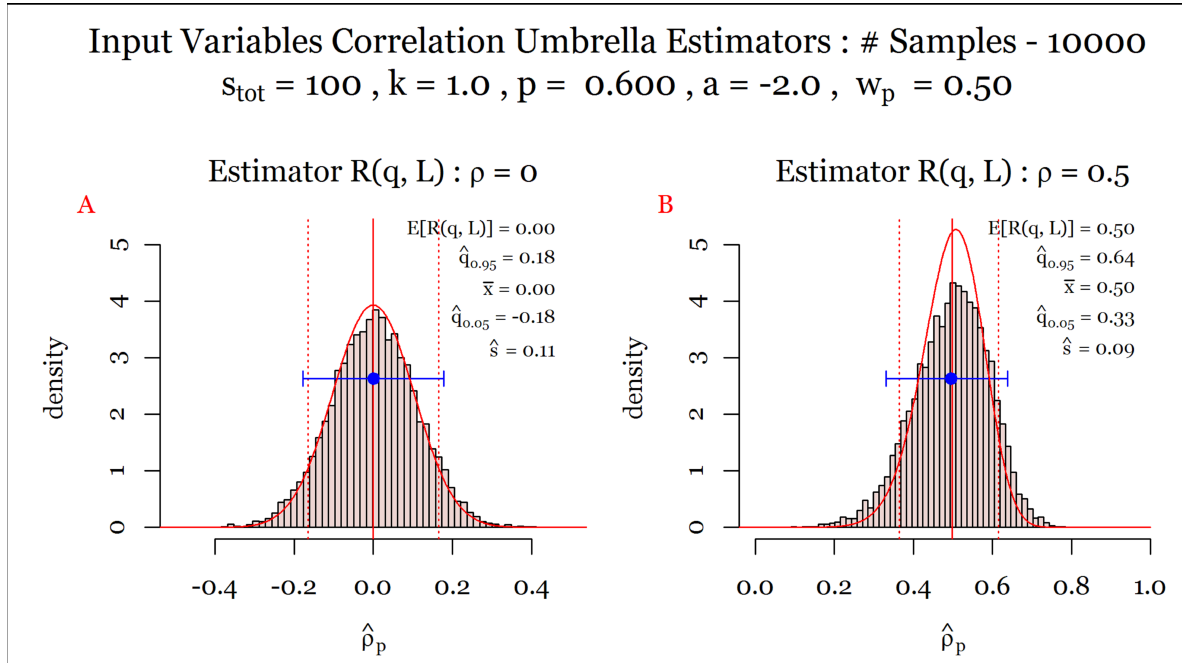 Input Variables Correlation Umbrella Estimators : # Samples - 10000
s_tot = 100 , k = 1.0 , p = 0.600 , a = -2.0 , w_p = 0.50
Estimator R(q, L) : ρ = 0
A
E[R(q, L)] = 0.00
q̂_0.95 = 0.18
x̅ = 0.00
q̂_0.05 = -0.18
ŝ = 0.11
density
0 1 2 3 4 5
-0.4 -0.2 0.0 0.2 0.4
ρ̂_p
Estimator R(q, L) : ρ = 0.5
B
E[R(q, L)] = 0.50
q̂_0.95 = 0.64
x̅ = 0.50
q̂_0.05 = 0.33
ŝ = 0.09
density
0 1 2 3 4 5
0.0 0.2 0.4 0.6 0.8 1.0
ρ̂_p